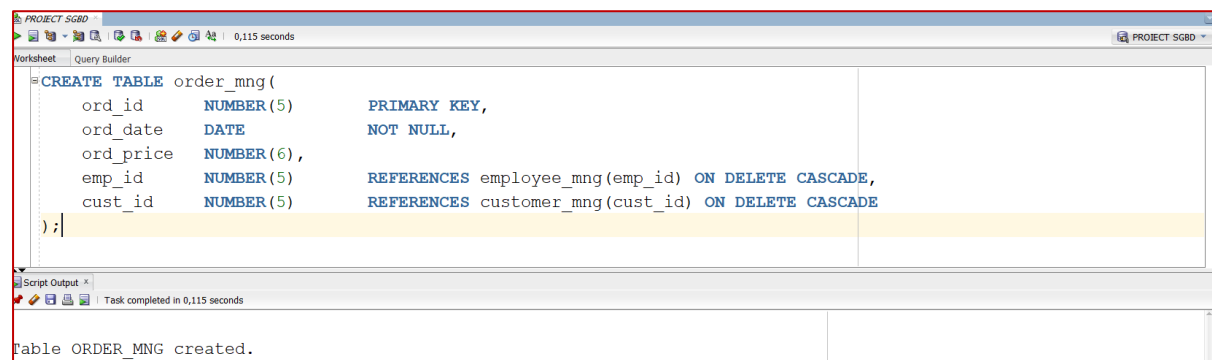 PROIECT SGBD
0,115 seconds
PROIECT SGBD
Worksheet Query Builder
CREATE TABLE order_mng(
ord_id NUMBER(5) PRIMARY KEY,
ord_date DATE NOT NULL,
ord_price NUMBER(6),
emp_id NUMBER(5) REFERENCES employee_mng(emp_id) ON DELETE CASCADE,
cust_id NUMBER(5) REFERENCES customer_mng(cust_id) ON DELETE CASCADE
);
Script Output ×
Task completed in 0,115 seconds
Table ORDER_MNG created.